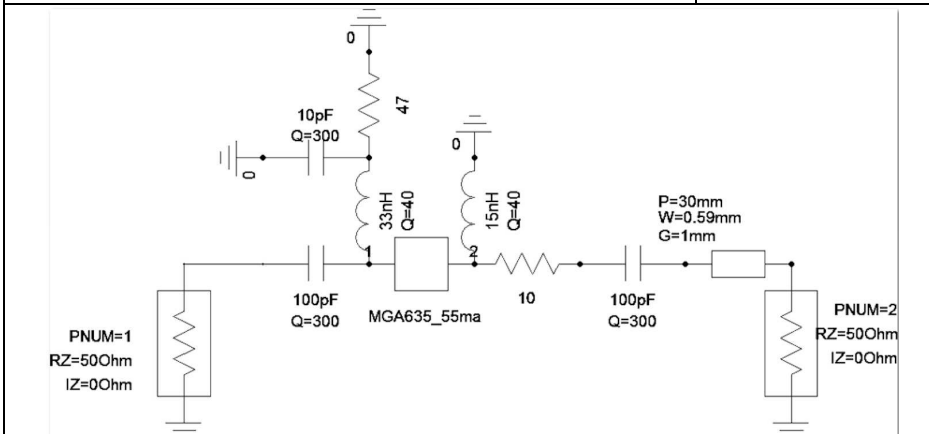 0
47
10pF
Q=300
0
0
33nH
Q=40
15nH
Q=40
P=30mm
W=0.59mm
G=1mm
1
2
100pF
Q=300
MGA635_55ma
10
100pF
Q=300
PNUM=1
RZ=50Ohm
IZ=0Ohm
PNUM=2
RZ=50Ohm
IZ=0Ohm